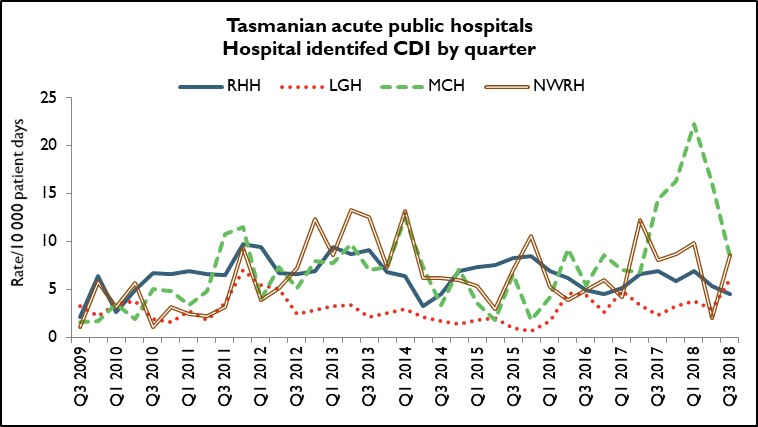 Tasmanian acute public hospitals
Hospital identifed CDI by quarter
RHH LGH MCH NWRH
Rate/10 000 patient days
25
20
15
10
5
0
Q3 2009
Q1 2010
Q3 2010
Q1 2011
Q3 2011
Q1 2012
Q3 2012
Q1 2013
Q3 2013
Q1 2014
Q3 2014
Q1 2015
Q3 2015
Q1 2016
Q3 2016
Q1 2017
Q3 2017
Q1 2018
Q3 2018